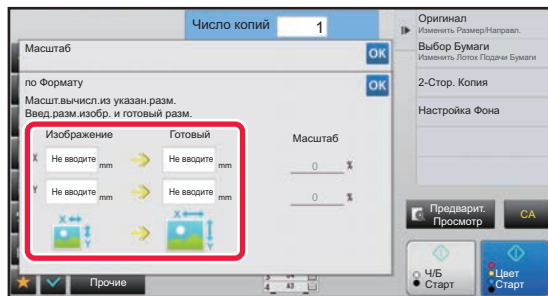 Число копий 1
Масштаб OK
по Формату OK
Масшт.вычисл.из указан.разм.
Введ.разм.изобр. и готовый разм.
Изображение Готовый Масштаб
X Не вводите mm Не вводите mm 0 %
Y Не вводите mm Не вводите mm 0 %
X X
Y Y
Прочие
Оригинал
Изменить Размер/Направл.
Выбор Бумаги
Изменить Лоток Подачи Бумаги
2-Стор. Копия
Настройка Фона
Предварит.
Просмотр
CA
Ч/Б
Старт
Цвет
Старт